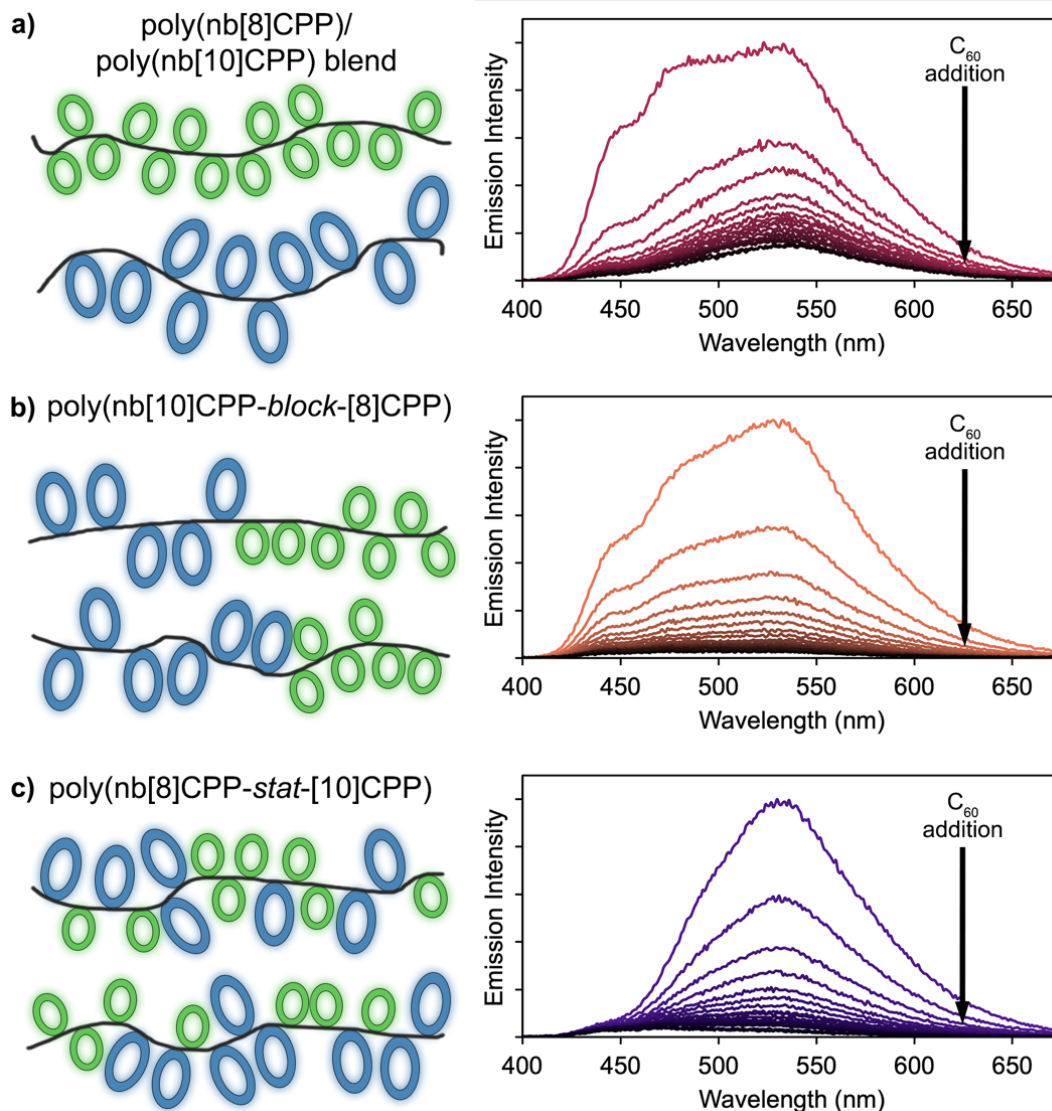 a)
poly(nb[8]CPP)/
poly(nb[10]CPP) blend
Emission Intensity
C60
addition
400 450 500 550 600 650
Wavelength (nm)
b) poly(nb[10]CPP-block-[8]CPP)
Emission Intensity
C60
addition
400 450 500 550 600 650
Wavelength (nm)
c) poly(nb[8]CPP-stat-[10]CPP)
Emission Intensity
C60
addition
400 450 500 550 600 650
Wavelength (nm)